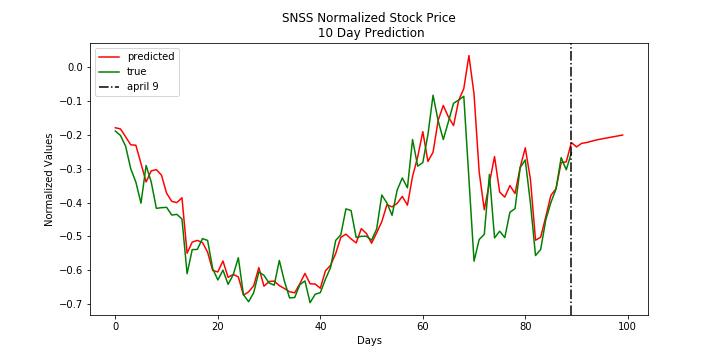 SNSS Normalized Stock Price
10 Day Prediction
predicted
true
april 9
Normalized Values
0.0
−0.1
−0.2
−0.3
−0.4
−0.5
−0.6
−0.7
0 20 40 60 80 100
Days